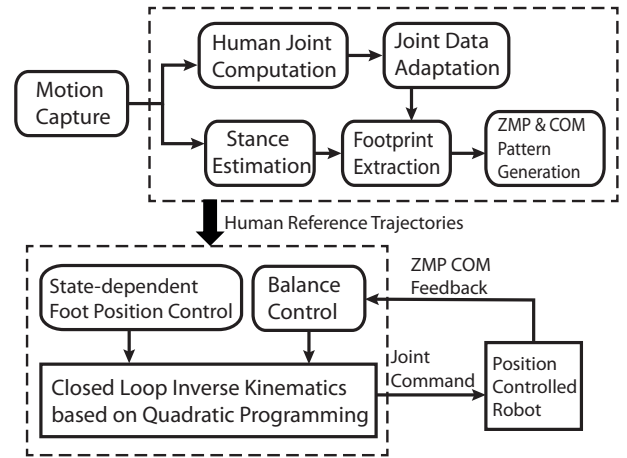 Human Joint
Computation
Joint Data
Adaptation
Motion
Capture
Stance
Estimation
Footprint
Extraction
ZMP & COM
Pattern
Generation
Human Reference Trajectories
State-dependent
Foot Position Control
Balance
Control
ZMP COM
Feedback
Closed Loop Inverse Kinematics
based on Quadratic Programming
Joint
Command
Position
Controlled
Robot